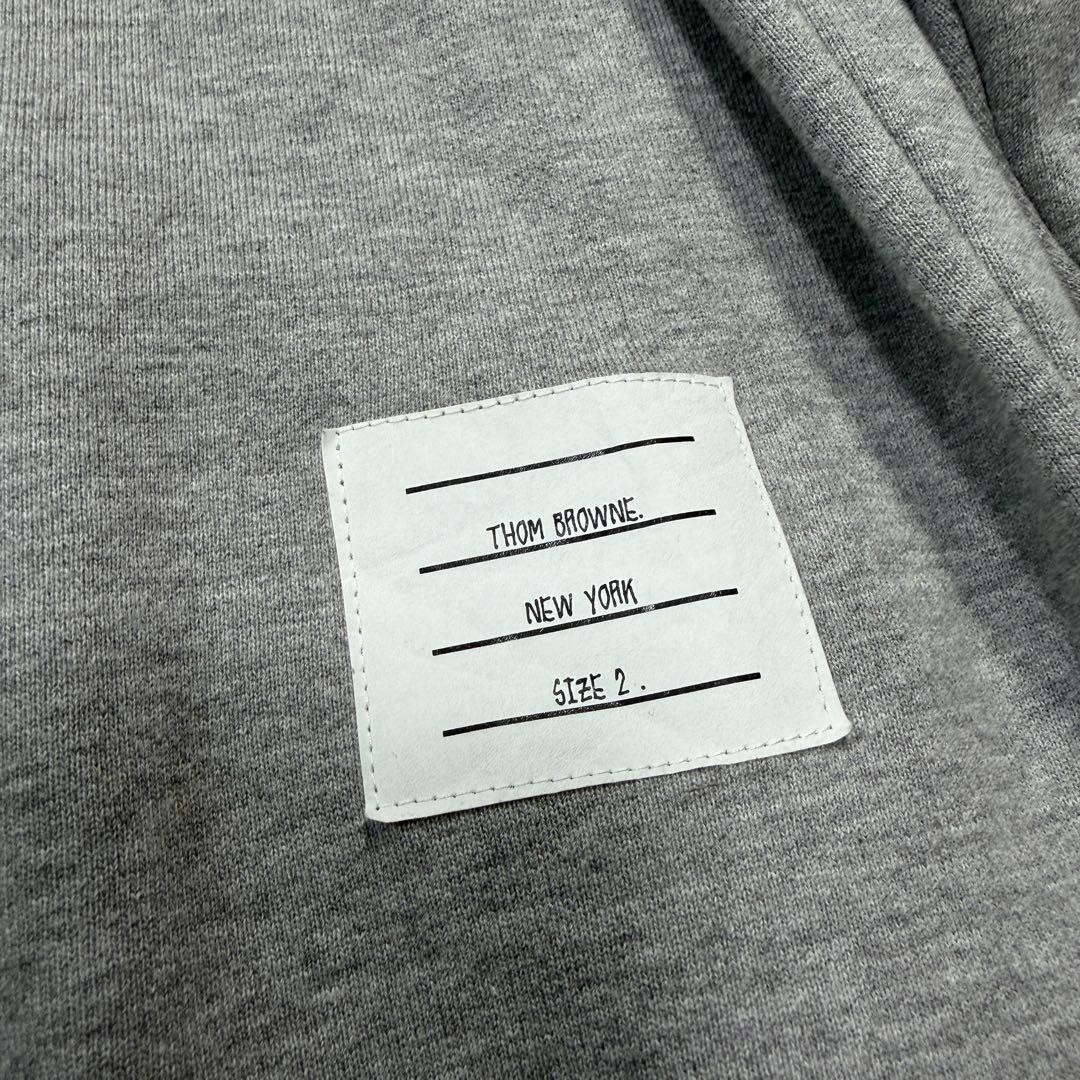 THOM BROWNE.
NEW YORK
SIZE 2.